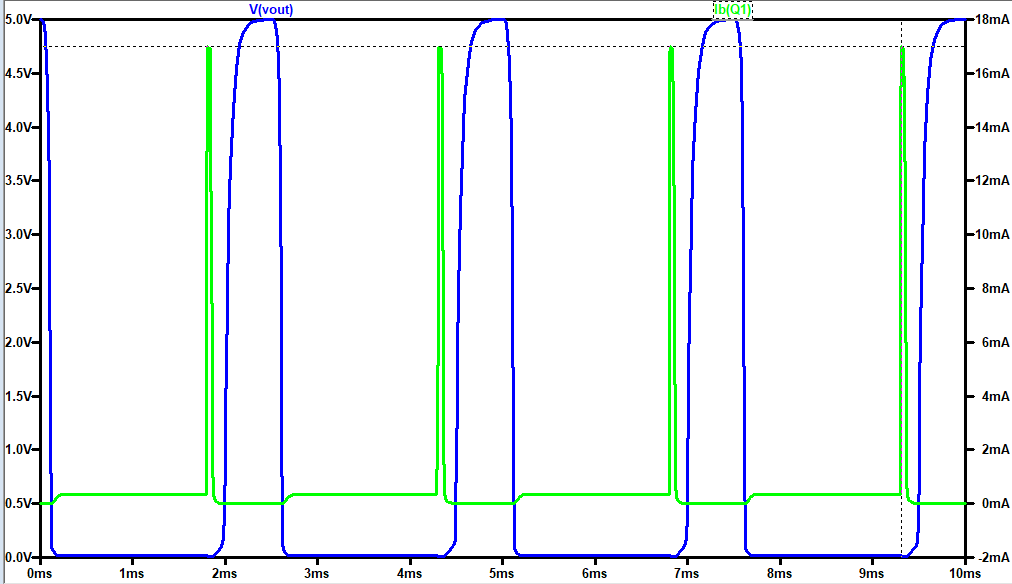 V(vout) Ib(Q1)
5.0V 18mA
4.5V 16mA
4.0V 14mA
3.5V 12mA
3.0V 10mA
2.5V 8mA
2.0V 6mA
1.5V 4mA
1.0V 2mA
0.5V 0mA
0.0V -2mA
0ms 1ms 2ms 3ms 4ms 5ms 6ms 7ms 8ms 9ms 10ms